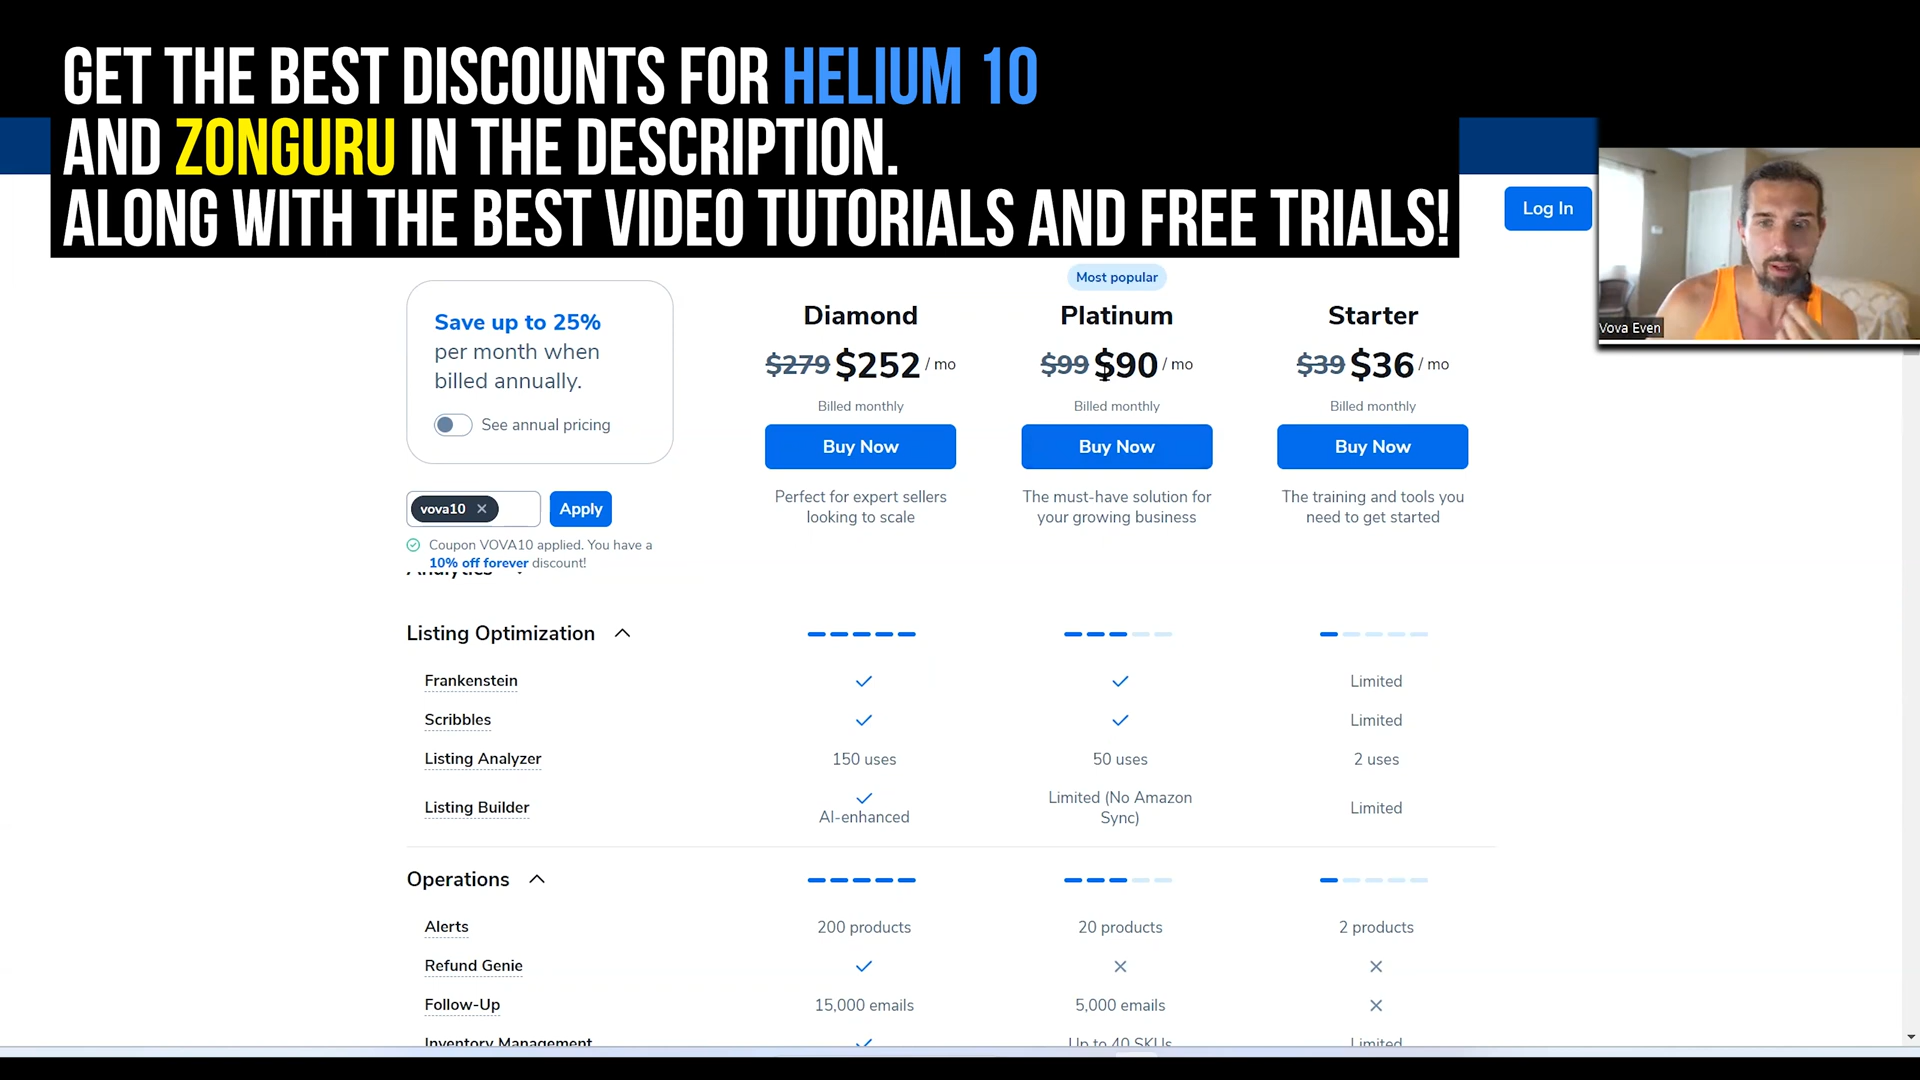 GET THE BEST DISCOUNTS FOR HELIUM 10
AND ZONGURU IN THE DESCRIPTION.
ALONG WITH THE BEST VIDEO TUTORIALS AND FREE TRIALS!
Log In
Vova Even
Save up to 25%
per month when
billed annually.
See annual pricing
vova10
Apply
Coupon VOVA10 applied. You have a
10% off forever discount!
Most popular
Diamond Platinum Starter
$279 $252 / mo $99 $90 / mo $39 $36 / mo
Billed monthly Billed monthly Billed monthly
Buy Now Buy Now Buy Now
Perfect for expert sellers The must-have solution for The training and tools you
looking to scale your growing business need to get started
Analytics
Listing Optimization
Frankenstein Limited
Scribbles Limited
Listing Analyzer 150 uses 50 uses 2 uses
Listing Builder AI-enhanced Limited (No Amazon Sync) Limited
Operations
Alerts 200 products 20 products 2 products
Refund Genie
Follow-Up 15,000 emails 5,000 emails
Inventory Management Up to 40 SKUs Limited